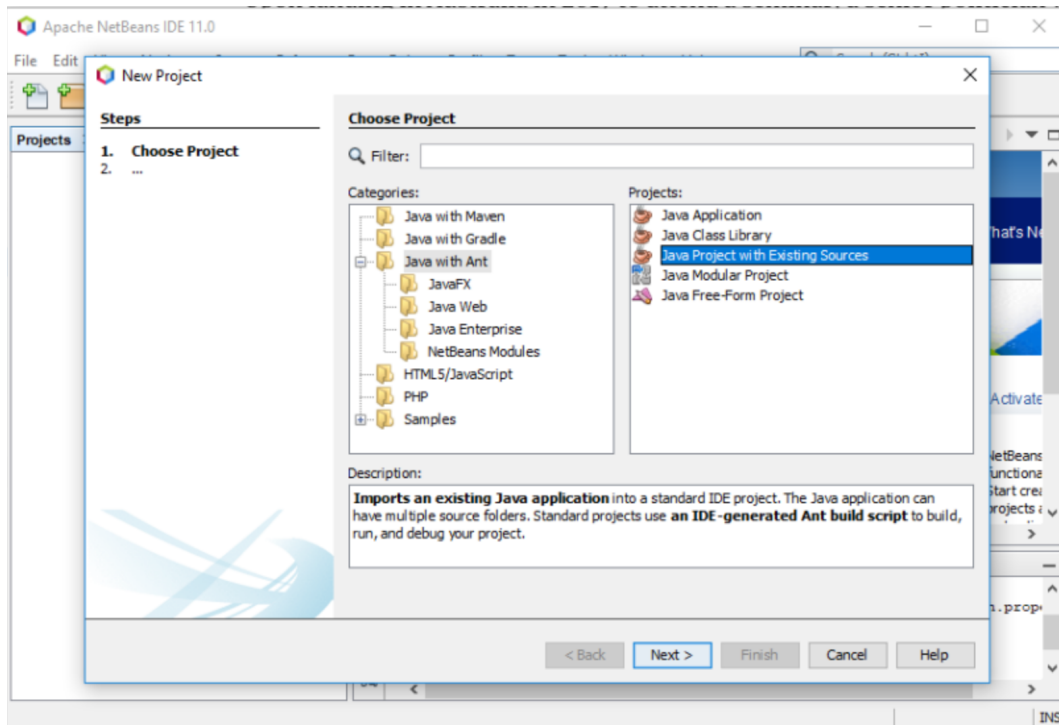 Apache NetBeans IDE 11.0
File Edit
New Project
Steps
1. Choose Project
2. ...
Projects
Choose Project
Filter:
Categories:
Java with Maven
Java with Gradle
Java with Ant
JavaFX
Java Web
Java Enterprise
NetBeans Modules
HTML5/JavaScript
PHP
Samples
Projects:
Java Application
Java Class Library
Java Project with Existing Sources
Java Modular Project
Java Free-Form Project
Description:
Imports an existing Java application into a standard IDE project. The Java application can
have multiple source folders. Standard projects use an IDE-generated Ant build script to build,
run, and debug your project.
< Back Next > Finish Cancel Help
Activate
Start crea
projects a
INS